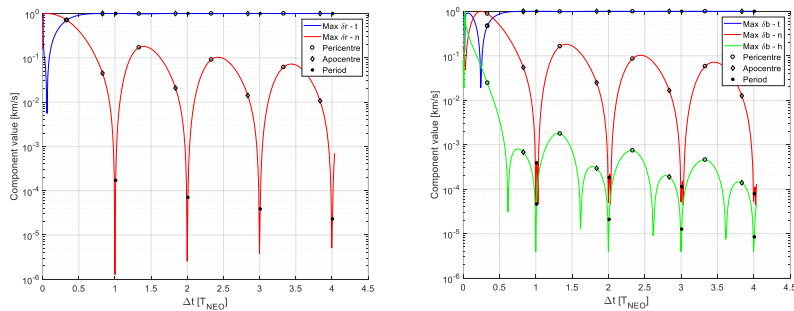 Component value [km/s]
10^0
10^-1
10^-2
10^-3
10^-4
10^-5
10^-6
0 0.5 1 1.5 2 2.5 3 3.5 4 4.5
Δt [T_NEO]
Max δr - t
Max δr - n
Pericentre
Apocentre
Period
Component value [km/s]
10^0
10^-1
10^-2
10^-3
10^-4
10^-5
10^-6
0 0.5 1 1.5 2 2.5 3 3.5 4 4.5
Δt [T_NEO]
Max δb - t
Max δb - n
Max δb - h
Pericentre
Apocentre
Period